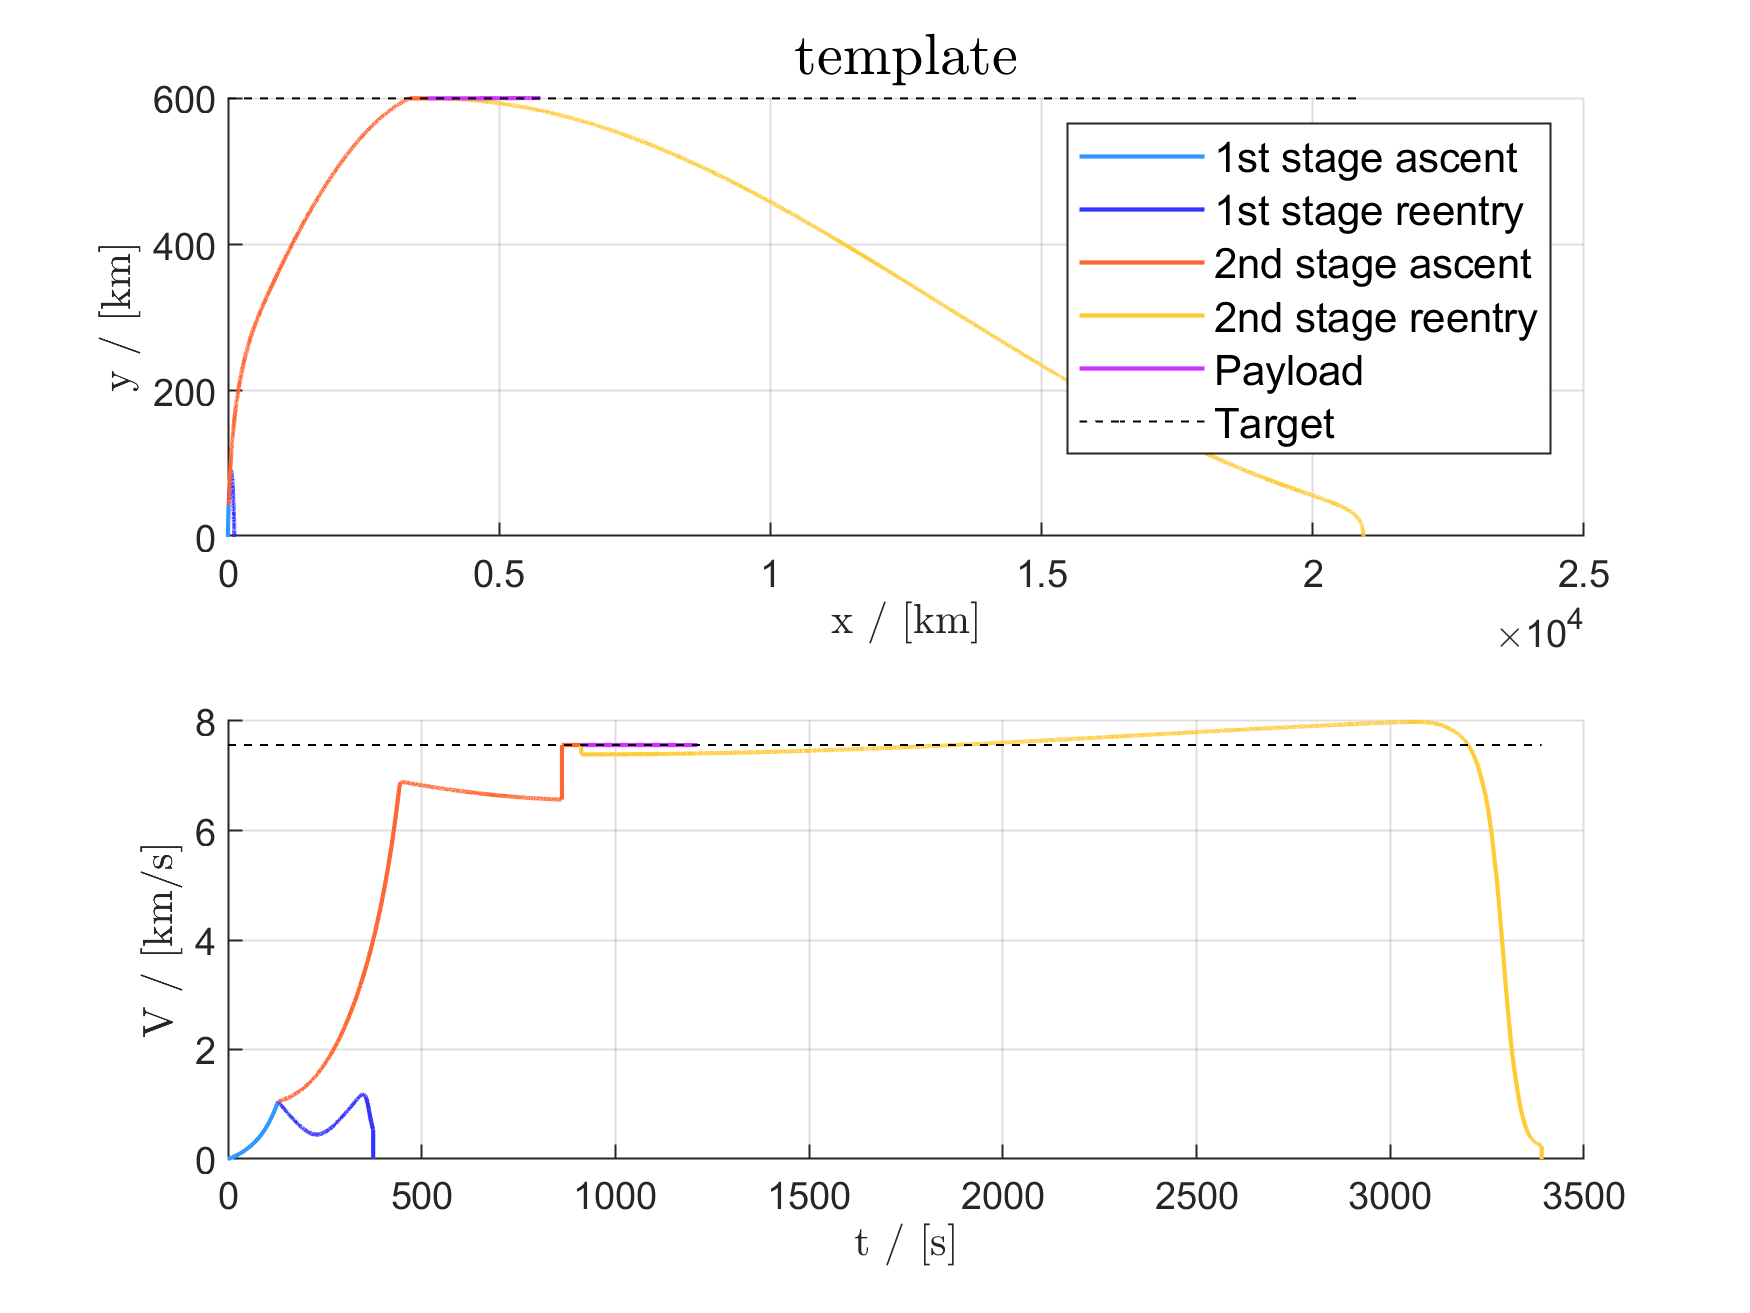 template
600
400
200
0
y / [km]
1st stage ascent
1st stage reentry
2nd stage ascent
2nd stage reentry
Payload
Target
0 0.5 1 1.5 2 2.5
x / [km]
×10⁴
8
6
4
2
0
V / [km/s]
0 500 1000 1500 2000 2500 3000 3500
t / [s]